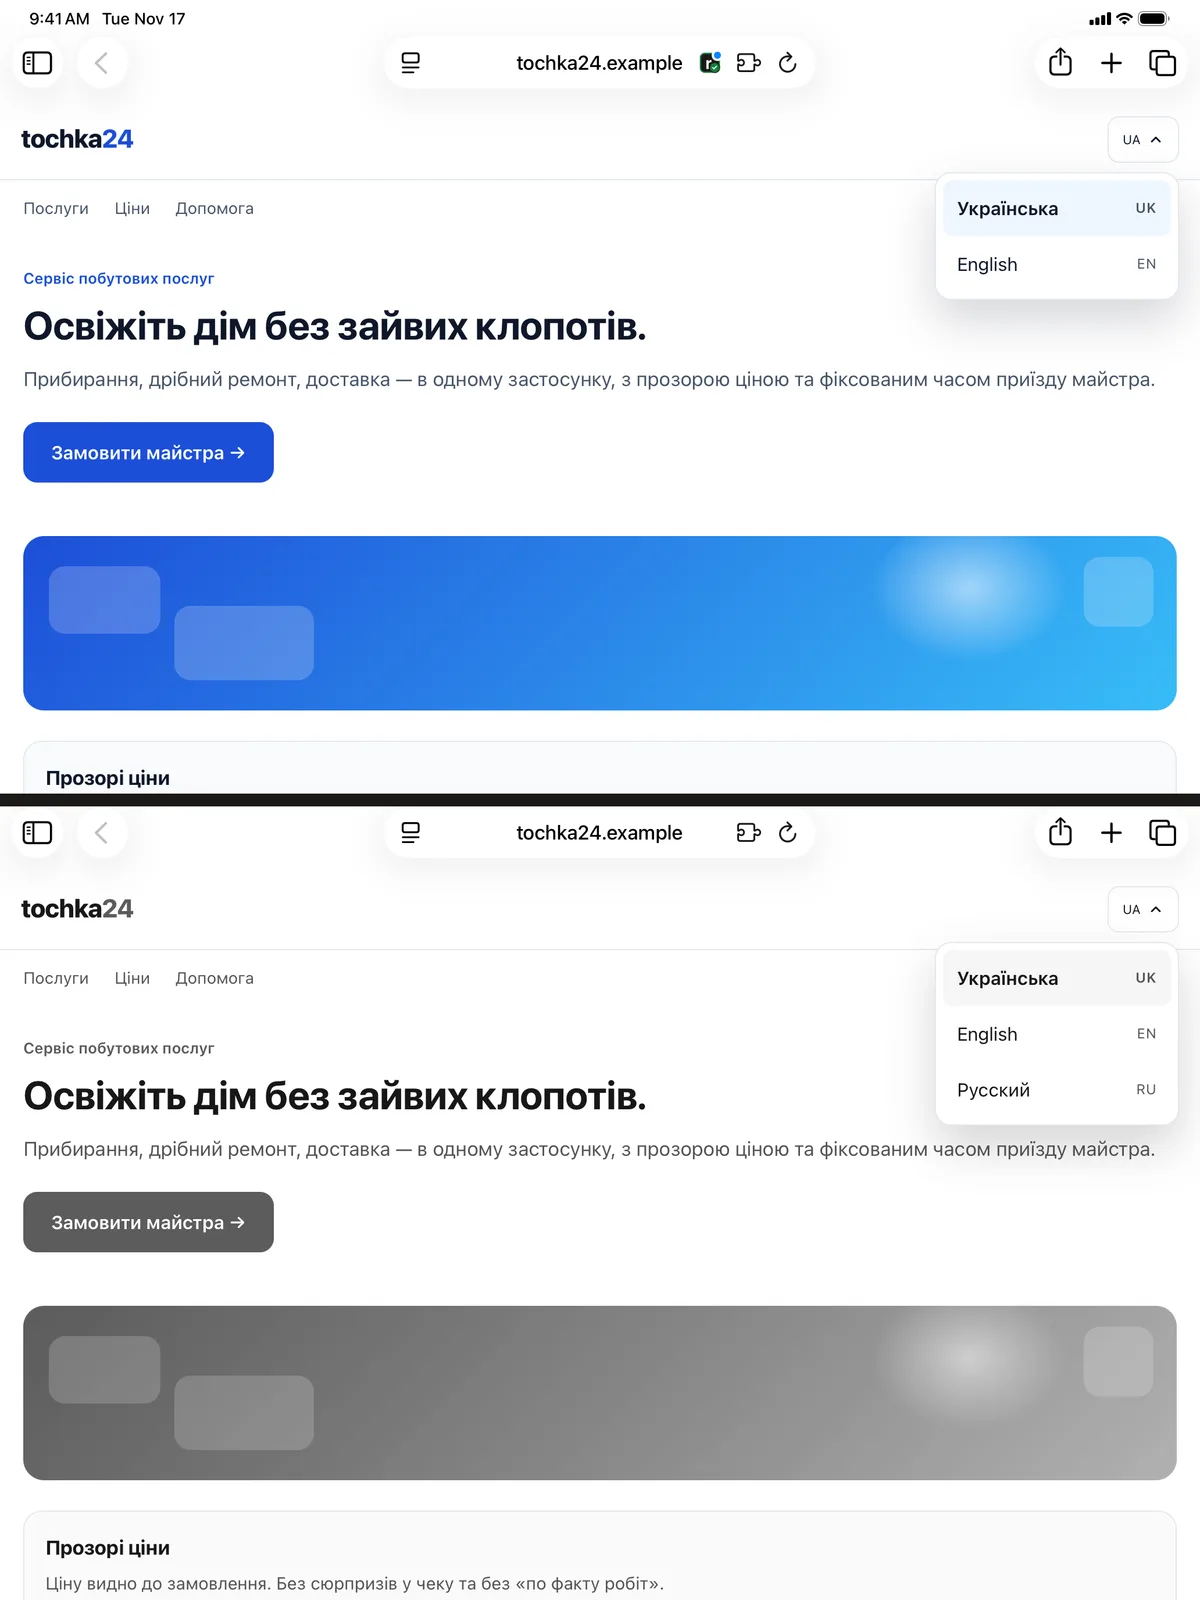 9:41 AM Tue Nov 17
tochka24.example
tochka24
UA
Послуги Ціни Допомога
Українська UK
English EN
Сервіс побутових послуг
Освіжіть дім без зайвих клопотів.
Прибирання, дрібний ремонт, доставка — в одному застосунку, з прозорою ціною та фіксованим часом приїзду майстра.
Замовити майстра →
Прозорі ціни
tochka24.example
tochka24
UA
Послуги Ціни Допомога
Українська UK
English EN
Русский RU
Сервіс побутових послуг
Освіжіть дім без зайвих клопотів.
Прибирання, дрібний ремонт, доставка — в одному застосунку, з прозорою ціною та фіксованим часом приїзду майстра.
Замовити майстра →
Прозорі ціни
Ціну видно до замовлення. Без сюрпризів у чеку та без «по факту робіт».